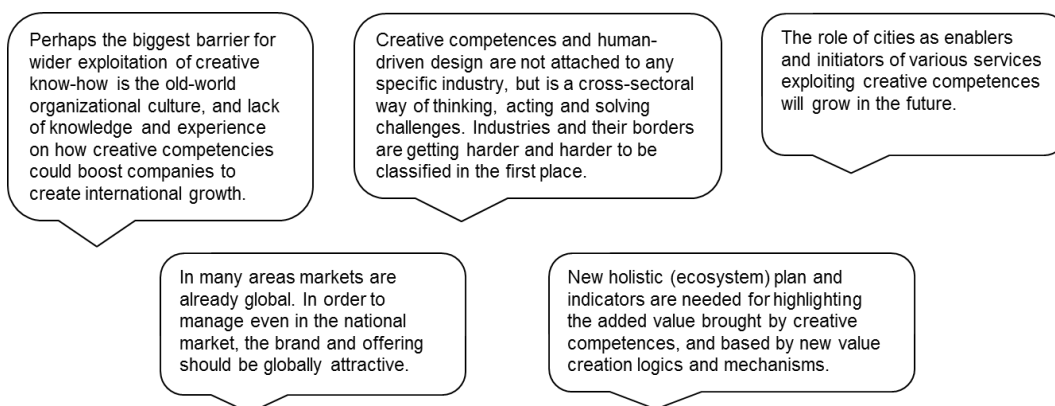 Perhaps the biggest barrier for
wider exploitation of creative
know-how is the old-world
organizational culture, and lack
of knowledge and experience
on how creative competencies
could boost companies to
create international growth.
Creative competences and human-
driven design are not attached to any
specific industry, but is a cross-sectoral
way of thinking, acting and solving
challenges. Industries and their borders
are getting harder and harder to be
classified in the first place.
The role of cities as enablers
and initiators of various services
exploiting creative competences
will grow in the future.
In many areas markets are
already global. In order to
manage even in the national
market, the brand and offering
should be globally attractive.
New holistic (ecosystem) plan and
indicators are needed for highlighting
the added value brought by creative
competences, and based by new value
creation logics and mechanisms.